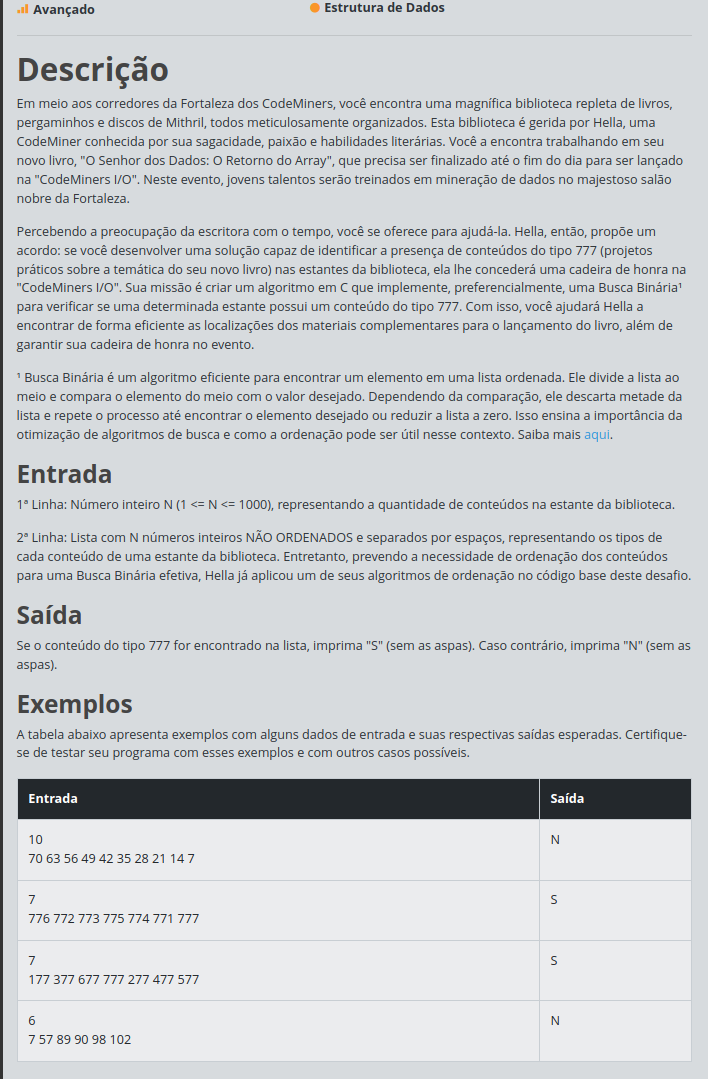 Avançado
Estrutura de Dados
Descrição
Em meio aos corredores da Fortaleza dos CodeMiners, você encontra uma magnífica biblioteca repleta de livros,
pergaminhos e discos de Mithril, todos meticulosamente organizados. Esta biblioteca é gerida por Hella, uma
CodeMiner conhecida por sua sagacidade, paixão e habilidades literárias. Você a encontra trabalhando em seu
novo livro, "O Senhor dos Dados: O Retorno do Array", que precisa ser finalizado até o fim do dia para ser lançado
na "CodeMiners I/O". Neste evento, jovens talentos serão treinados em mineração de dados no majestoso salão
nobre da Fortaleza.
Percebendo a preocupação da escritora com o tempo, você se oferece para ajudá-la. Hella, então, propõe um
acordo: se você desenvolver uma solução capaz de identificar a presença de conteúdos do tipo 777 (projetos
práticos sobre a temática do seu novo livro) nas estantes da biblioteca, ela lhe concederá uma cadeira de honra na
"CodeMiners I/O". Sua missão é criar um algoritmo em C que implemente, preferencialmente, uma Busca Binária¹
para verificar se uma determinada estante possui um conteúdo do tipo 777. Com isso, você ajudará Hella a
encontrar de forma eficiente as localizações dos materiais complementares para o lançamento do livro, além de
garantir sua cadeira de honra no evento.
¹ Busca Binária é um algoritmo eficiente para encontrar um elemento em uma lista ordenada. Ele divide a lista ao
meio e compara o elemento do meio com o valor desejado. Dependendo da comparação, ele descarta metade da
lista e repete o processo até encontrar o elemento desejado ou reduzir a lista a zero. Isso ensina a importância da
otimização de algoritmos de busca e como a ordenação pode ser útil nesse contexto. Saiba mais aqui.
Entrada
1ª Linha: Número inteiro N (1 <= N <= 1000), representando a quantidade de conteúdos na estante da biblioteca.
2ª Linha: Lista com N números inteiros NÃO ORDENADOS e separados por espaços, representando os tipos de
cada conteúdo de uma estante da biblioteca. Entretanto, prevendo a necessidade de ordenação dos conteúdos
para uma Busca Binária efetiva, Hella já aplicou um de seus algoritmos de ordenação no código base deste desafio.
Saída
Se o conteúdo do tipo 777 for encontrado na lista, imprima "S" (sem as aspas). Caso contrário, imprima "N" (sem as
aspas).
Exemplos
A tabela abaixo apresenta exemplos com alguns dados de entrada e suas respectivas saídas esperadas. Certifique-
se de testar seu programa com esses exemplos e com outros casos possíveis.
Entrada
Saída
10
70 63 56 49 42 35 28 21 14 7
N
7
776 772 773 775 774 771 777
S
7
177 377 677 777 277 477 577
S
6
7 57 89 90 98 102
N